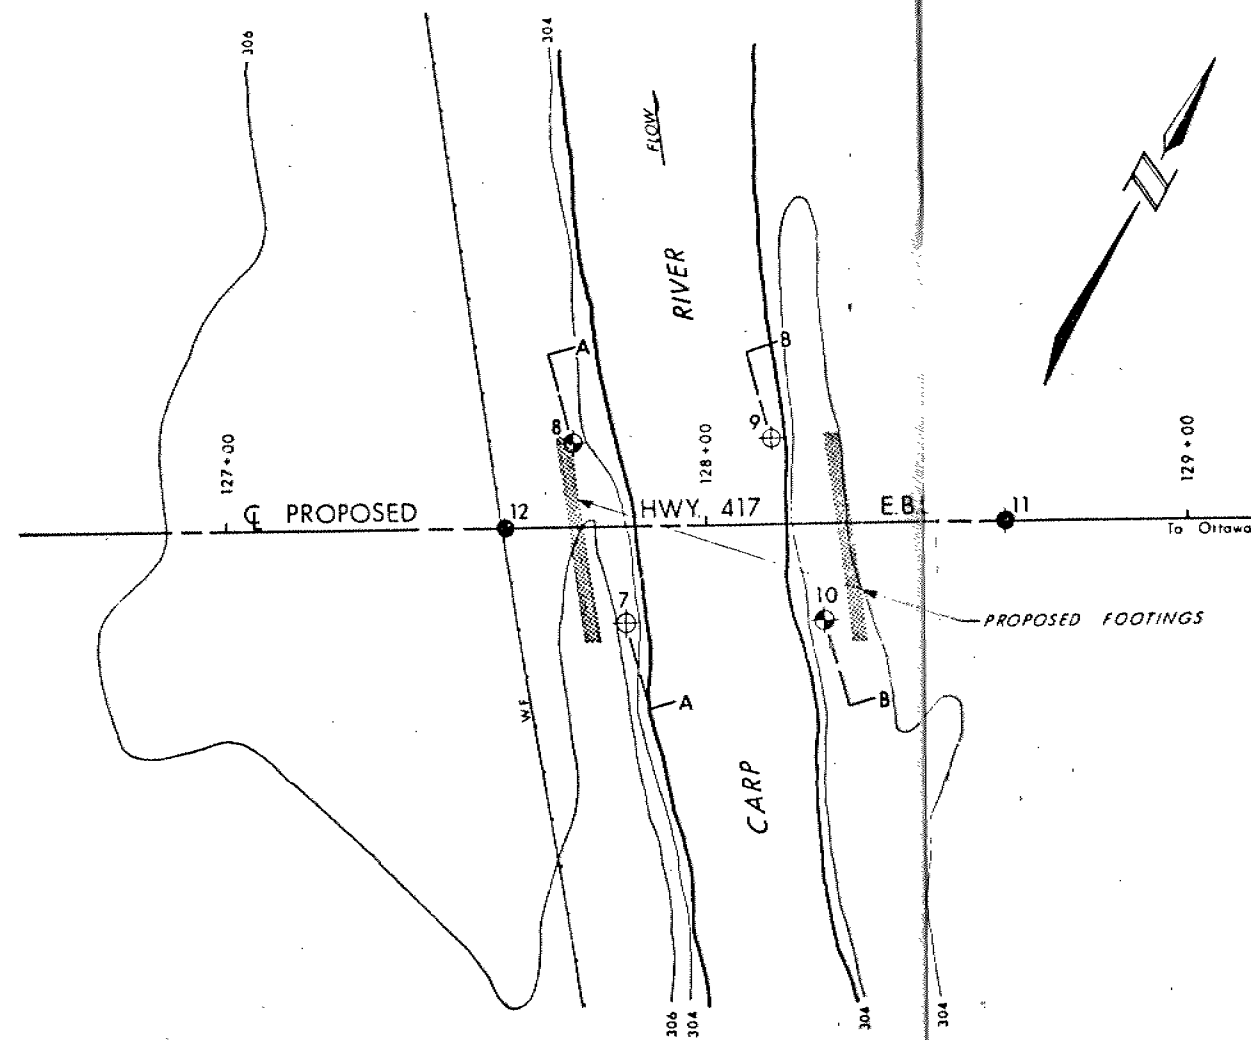 306
304
FLOW
N
RIVER
A
B
8
9
127+00
128+00
129+00
℄ PROPOSED
12
HWY. 417
E.B.
11
To Ottawa
7
10
PROPOSED FOOTINGS
W.F.
A
B
CARP
306
304
304
304